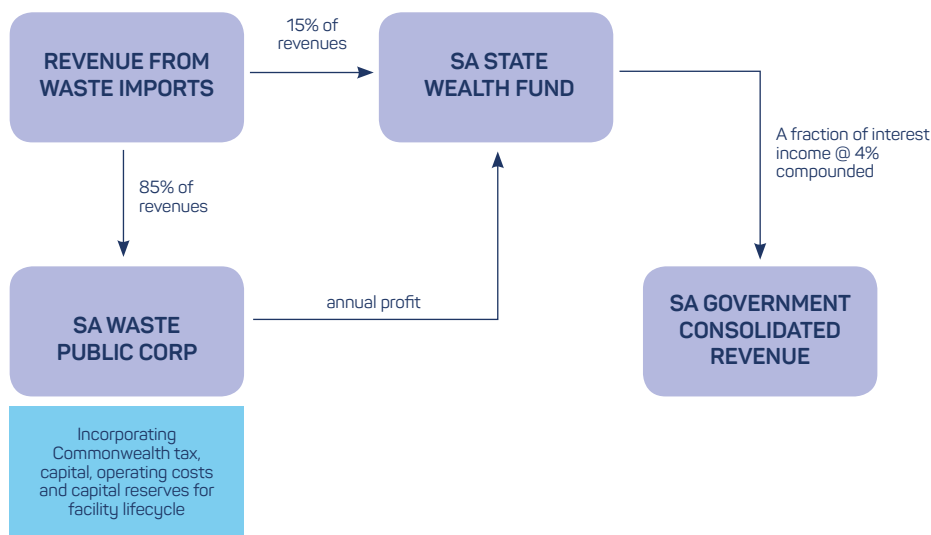 REVENUE FROM
WASTE IMPORTS
15% of
revenues
SA STATE
WEALTH FUND
A fraction of interest
income @ 4%
compounded
85% of
revenues
SA WASTE
PUBLIC CORP
annual profit
SA GOVERNMENT
CONSOLIDATED
REVENUE
Incorporating
Commonwealth tax,
capital, operating costs
and capital reserves for
facility lifecycle